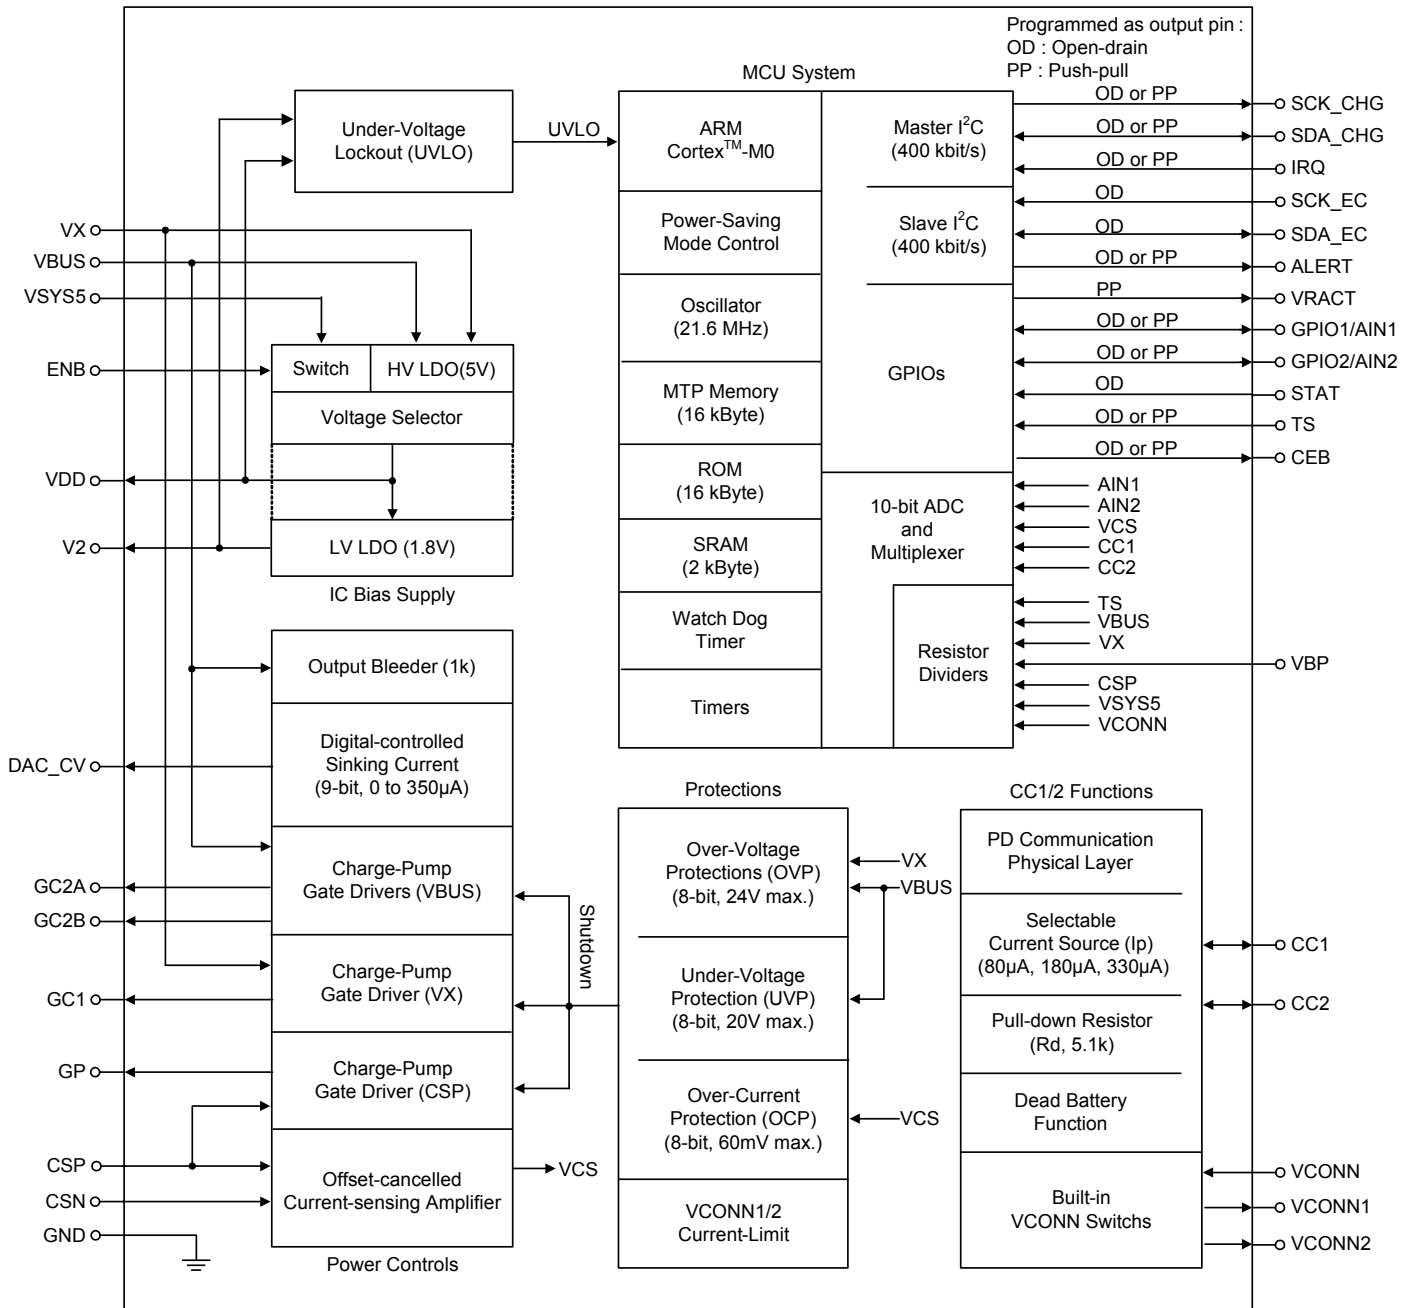 Programmed as output pin :
OD : Open-drain
PP : Push-pull
MCU System
Under-Voltage
Lockout (UVLO)
UVLO
VX
VBUS
VSYS5
ENB
VDD
V2
Switch
HV LDO(5V)
Voltage Selector
LV LDO (1.8V)
IC Bias Supply
ARM
Cortex™-M0
Power-Saving
Mode Control
Oscillator
(21.6 MHz)
MTP Memory
(16 kByte)
ROM
(16 kByte)
SRAM
(2 kByte)
Watch Dog
Timer
Timers
Master I²C
(400 kbit/s)
Slave I²C
(400 kbit/s)
GPIOs
10-bit ADC
and
Multiplexer
Resistor
Dividers
OD or PP
SCK_CHG
OD or PP
SDA_CHG
OD or PP
IRQ
OD
SCK_EC
OD
SDA_EC
OD or PP
ALERT
PP
VRACT
OD or PP
GPIO1/AIN1
OD or PP
GPIO2/AIN2
OD
STAT
OD or PP
TS
OD or PP
CEB
AIN1
AIN2
VCS
CC1
CC2
TS
VBUS
VX
VBP
CSP
VSYS5
VCONN
Output Bleeder (1k)
Digital-controlled
Sinking Current
(9-bit, 0 to 350µA)
Charge-Pump
Gate Drivers (VBUS)
Charge-Pump
Gate Driver (VX)
Charge-Pump
Gate Driver (CSP)
Offset-cancelled
Current-sensing Amplifier
Power Controls
DAC_CV
GC2A
GC2B
GC1
GP
CSP
CSN
GND
VCS
Shutdown
Protections
Over-Voltage
Protections (OVP)
(8-bit, 24V max.)
Under-Voltage
Protection (UVP)
(8-bit, 20V max.)
Over-Current
Protection (OCP)
(8-bit, 60mV max.)
VCONN1/2
Current-Limit
VX
VBUS
VCS
CC1/2 Functions
PD Communication
Physical Layer
Selectable
Current Source (Ip)
(80µA, 180µA, 330µA)
Pull-down Resistor
(Rd, 5.1k)
Dead Battery
Function
Built-in
VCONN Switchs
CC1
CC2
VCONN
VCONN1
VCONN2